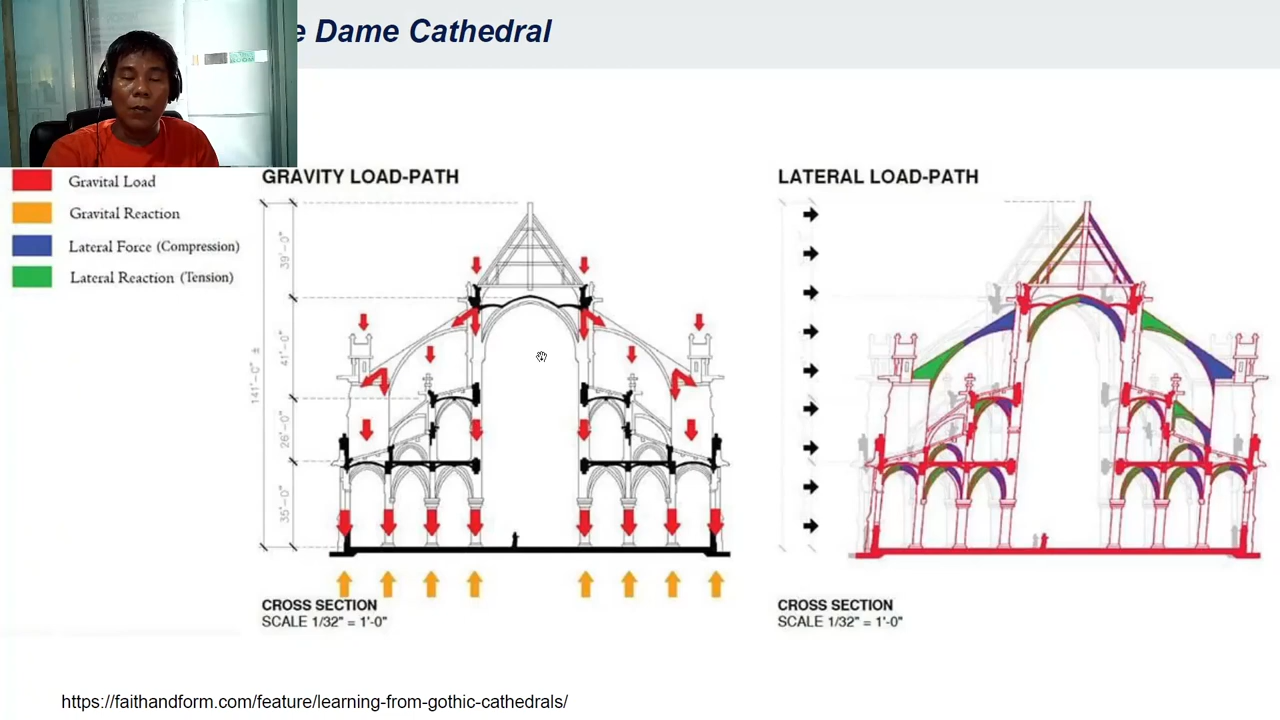 e Dame Cathedral
Gravital Load
Gravital Reaction
Lateral Force (Compression)
Lateral Reaction (Tension)
GRAVITY LOAD-PATH
39'-0"
41'-0"
141'-0" ±
26'-0"
35'-0"
CROSS SECTION
SCALE 1/32" = 1'-0"
LATERAL LOAD-PATH
CROSS SECTION
SCALE 1/32" = 1'-0"
https://faithandform.com/feature/learning-from-gothic-cathedrals/